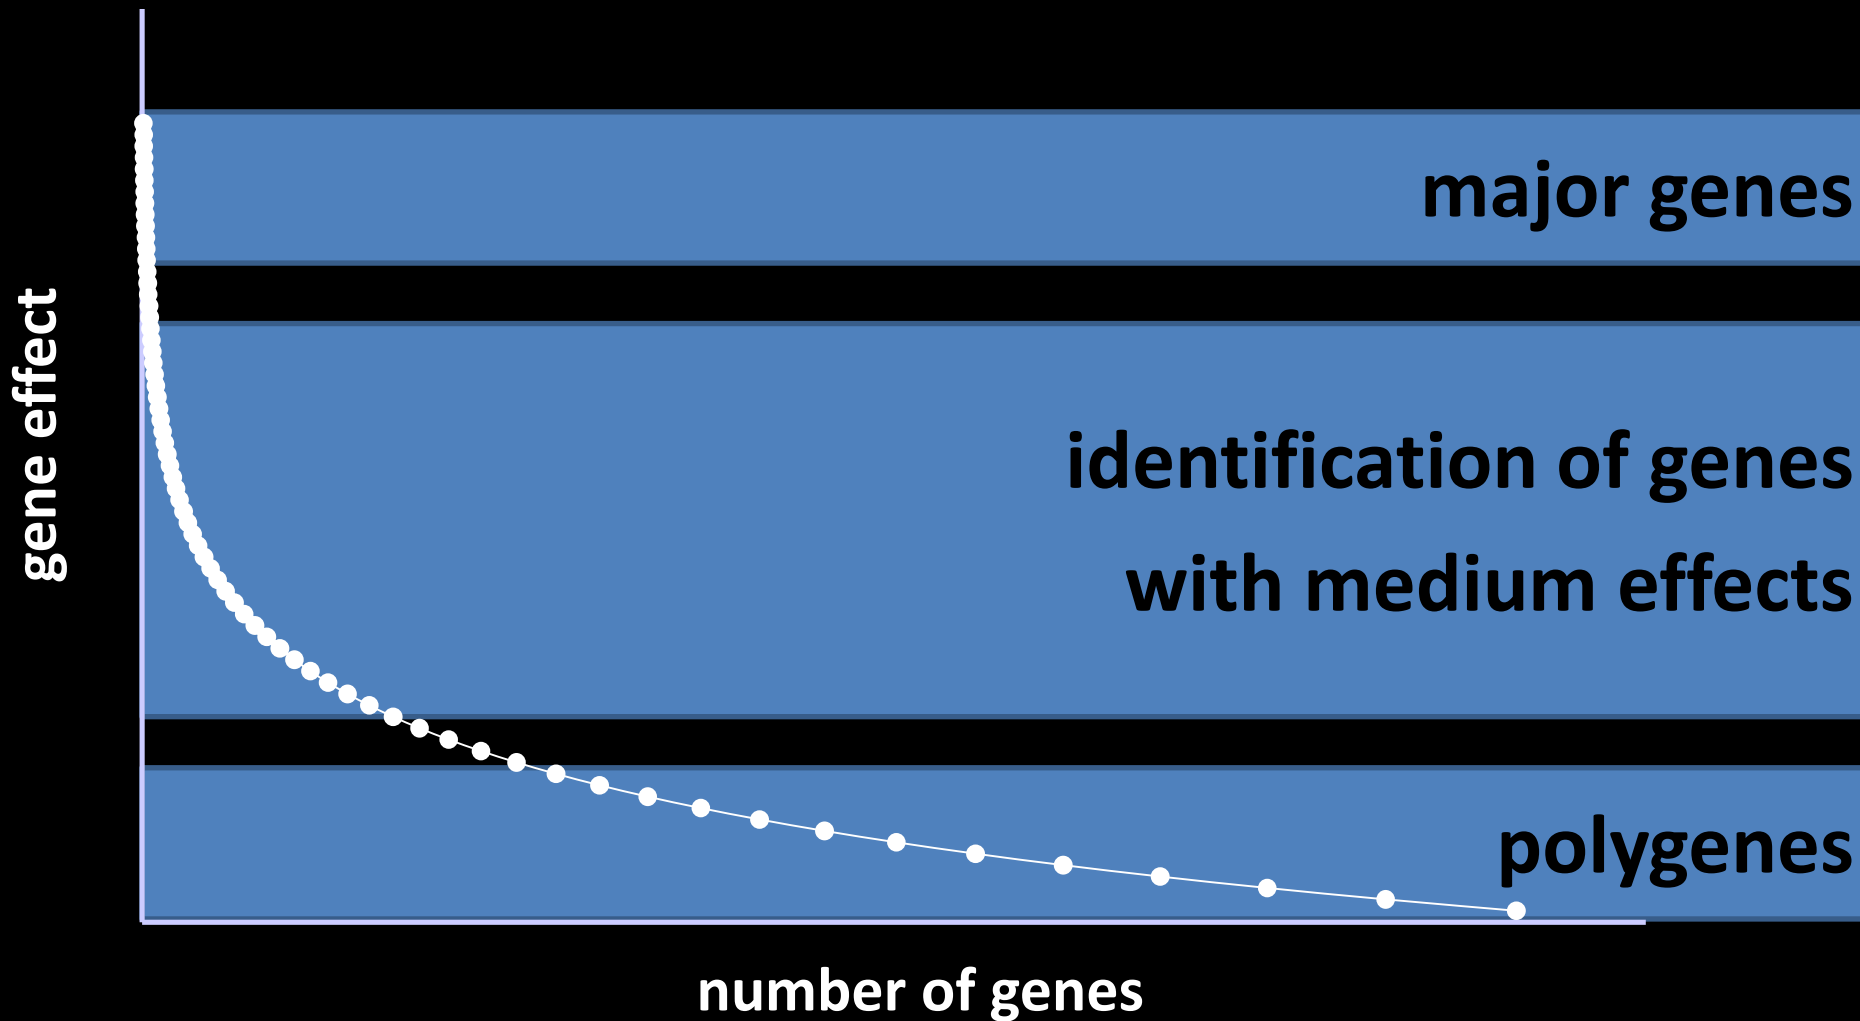 major genes
gene effect
identification of genes
with medium effects
polygenes
number of genes